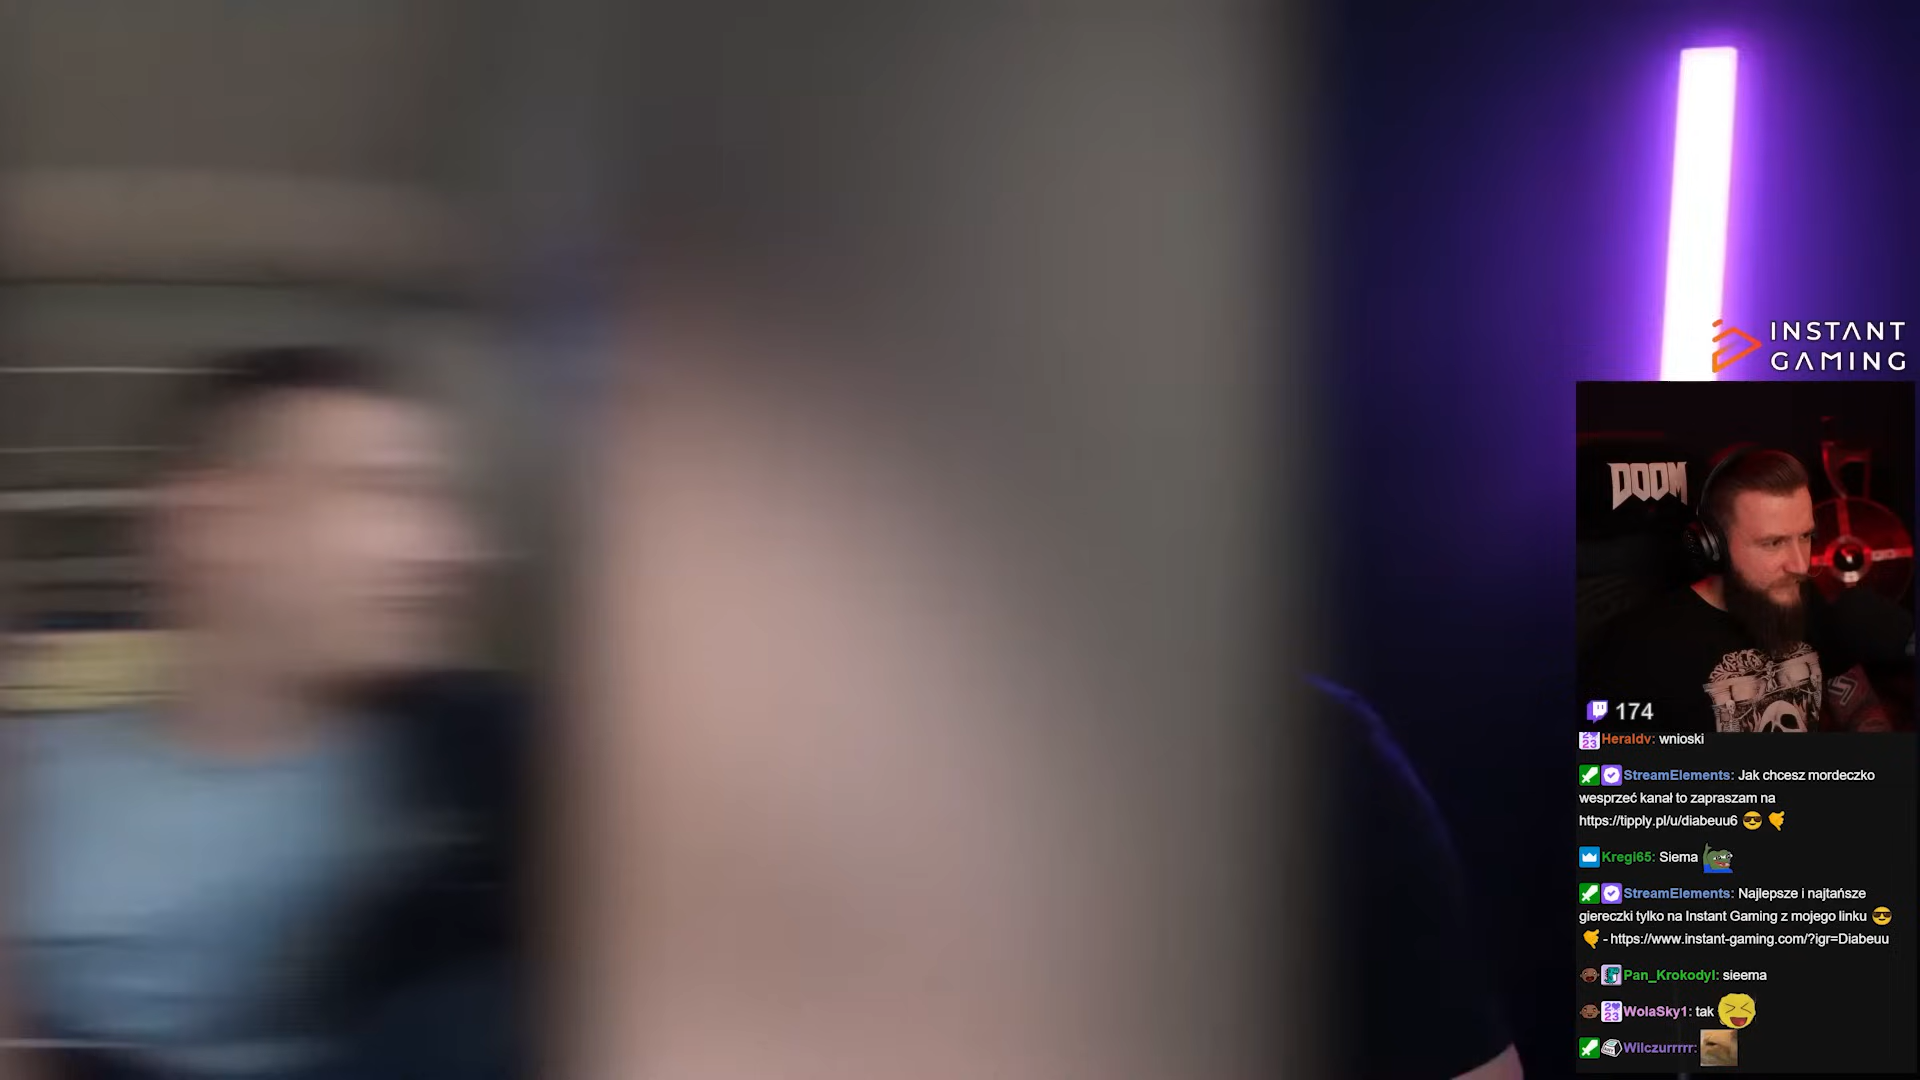 INSTANT
GAMING
DOOM
174
Heraldv: wnioski
StreamElements: Jak chcesz mordeczko
wesprzeć kanał to zapraszam na
https://tipply.pl/u/diabeuu6
Kregi65: Siema
StreamElements: Najlepsze i najtańsze
giereczki tylko na Instant Gaming z mojego linku
- https://www.instant-gaming.com/?igr=Diabeuu
Pan_Krokodyl: sieema
WolaSky1: tak
Wilczurrrrr: